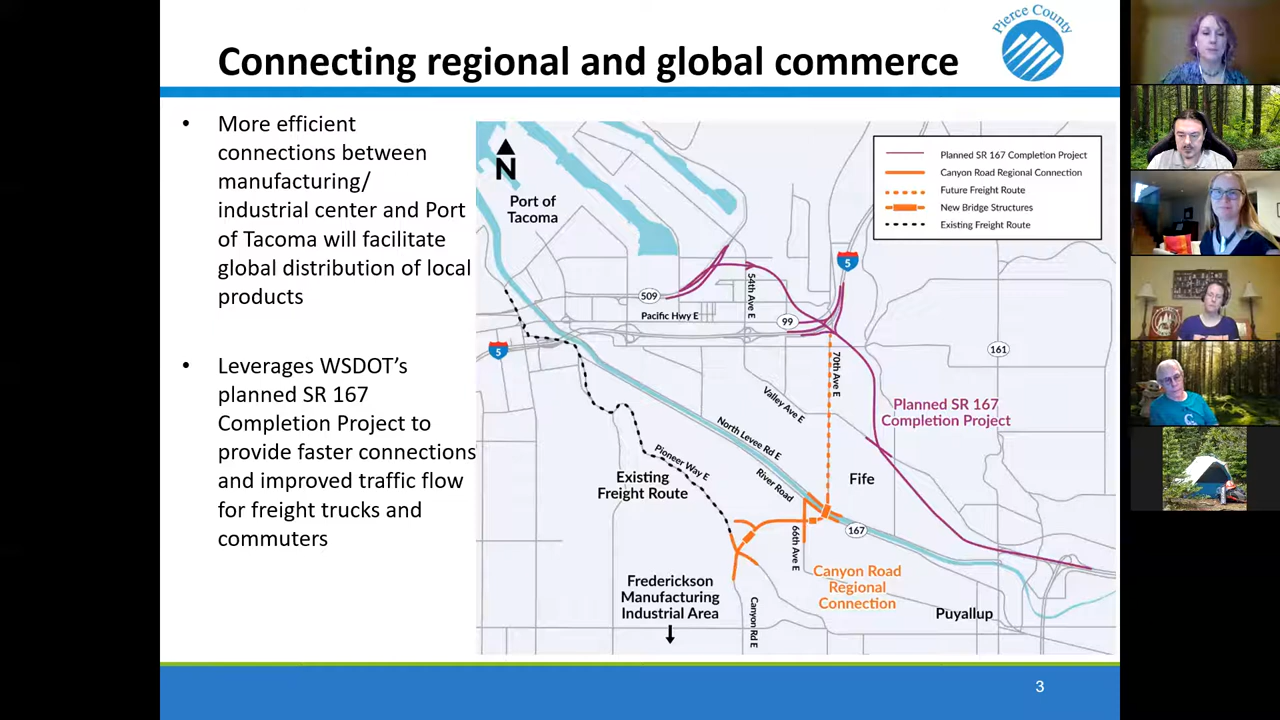 Pierce County
Connecting regional and global commerce
• More efficient
connections between
manufacturing/
industrial center and Port
of Tacoma will facilitate
global distribution of local
products
• Leverages WSDOT's
planned SR 167
Completion Project to
provide faster connections
and improved traffic flow
for freight trucks and
commuters
N
Port of
Tacoma
Planned SR 167 Completion Project
Canyon Road Regional Connection
Future Freight Route
New Bridge Structures
Existing Freight Route
5
509
54th Ave E
Pacific Hwy E
99
5
161
70th Ave E
Valley Ave E
Planned SR 167
Completion Project
North Levee Rd E
Pioneer Way E
River Road
Existing
Freight Route
Fife
167
66th Ave E
Canyon Road
Regional
Connection
Frederickson
Manufacturing
Industrial Area
Canyon Rd E
Puyallup
3